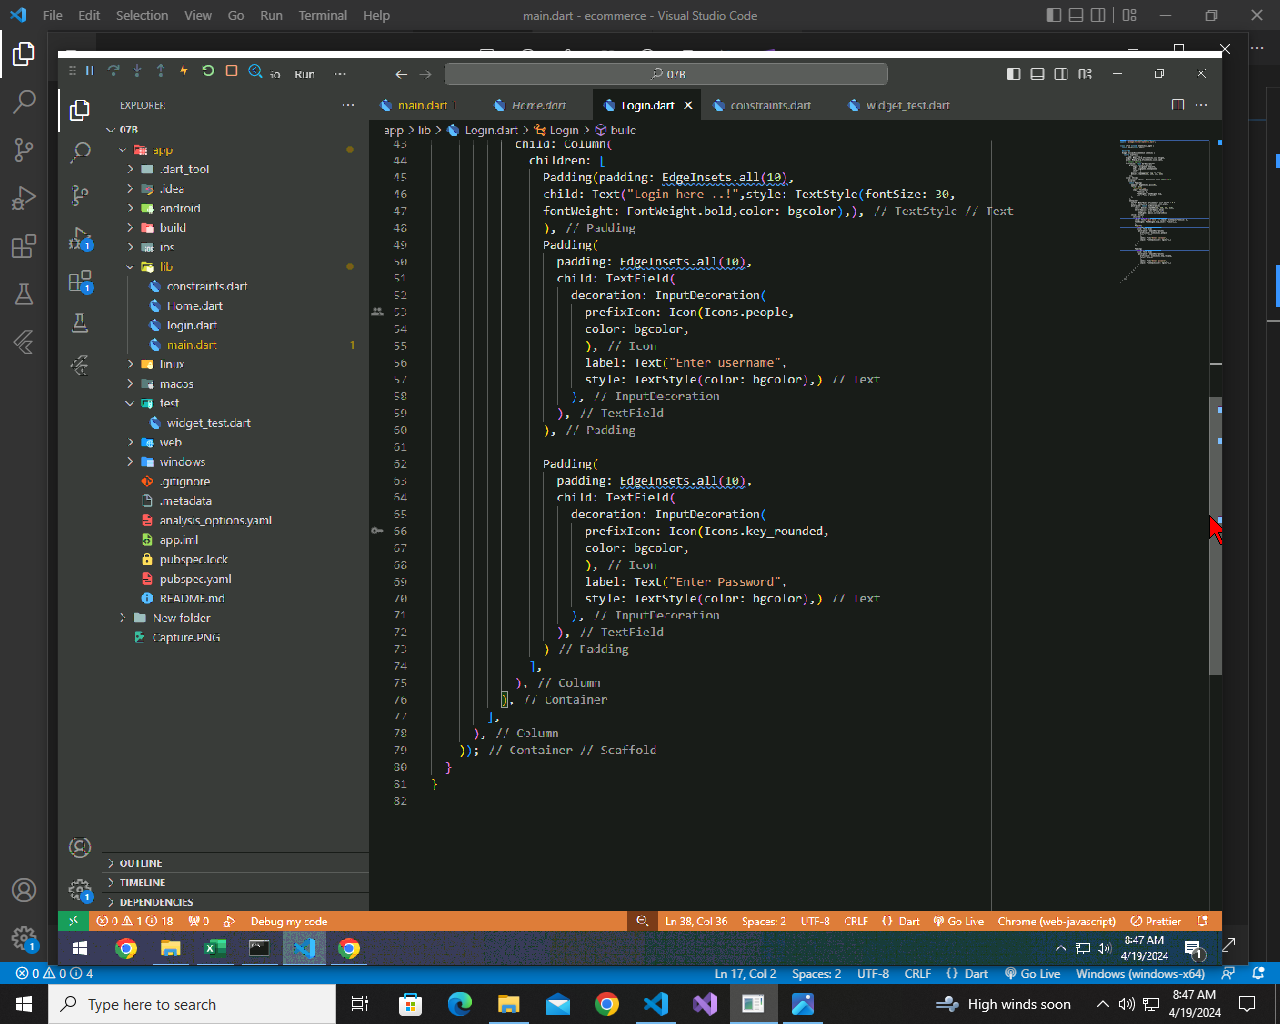 File Edit Selection View Go Run Terminal Help
main.dart - ecommerce - Visual Studio Code
Go Run ···
07B
EXPLORER
main.dart 1
Home.dart
Login.dart
constraints.dart
widget_test.dart
app > lib > Login.dart > Login > build
07B
app
.dart_tool
.idea
android
build
ios
lib
constraints.dart
Home.dart
login.dart
main.dart 1
linux
macos
test
widget_test.dart
web
windows
.gitignore
.metadata
analysis_options.yaml
app.iml
pubspec.lock
pubspec.yaml
README.md
New folder
Capture.PNG
OUTLINE
TIMELINE
DEPENDENCIES
43 child: Column(
44 children: [
45 Padding(padding: EdgeInsets.all(10),
46 child: Text("Login here ..!",style: TextStyle(fontSize: 30,
47 fontWeight: FontWeight.bold,color: bgcolor),), // TextStyle // Text
48 ), // Padding
49 Padding(
50 padding: EdgeInsets.all(10),
51 child: TextField(
52 decoration: InputDecoration(
53 prefixIcon: Icon(Icons.people,
54 color: bgcolor,
55 ), // Icon
56 label: Text("Enter username",
57 style: TextStyle(color: bgcolor),) // Text
58 ), // InputDecoration
59 ), // TextField
60 ), // Padding
61
62 Padding(
63 padding: EdgeInsets.all(10),
64 child: TextField(
65 decoration: InputDecoration(
66 prefixIcon: Icon(Icons.key_rounded,
67 color: bgcolor,
68 ), // Icon
69 label: Text("Enter Password",
70 style: TextStyle(color: bgcolor),) // Text
71 ), // InputDecoration
72 ), // TextField
73 ) // Padding
74 ],
75 ), // Column
76 ), // Container
77 ],
78 ), // Column
79 )); // Container // Scaffold
80 }
81 }
82
0 1 18 0 Debug my code
Ln 38, Col 36 Spaces: 2 UTF-8 CRLF {} Dart Go Live Chrome (web-javascript) Prettier
8:47 AM
4/19/2024
1
0 0 4
Ln 17, Col 2 Spaces: 2 UTF-8 CRLF {} Dart Go Live Windows (windows-x64)
Type here to search
High winds soon
8:47 AM
4/19/2024